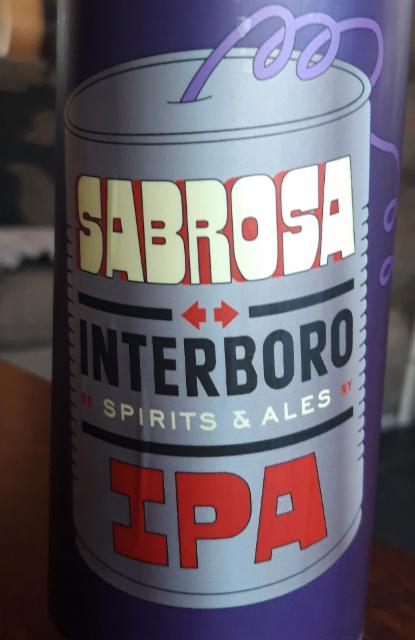 SABROSA
INTERBORO
BK SPIRITS & ALES NY
IPA